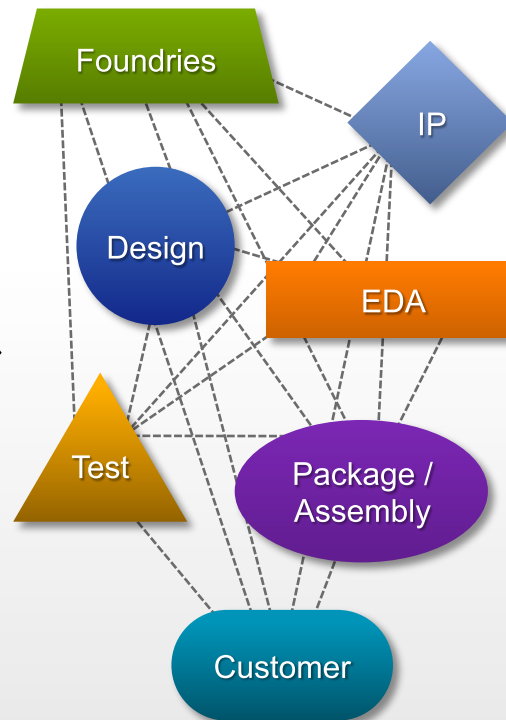 Foundries
IP
Design
EDA
Test
Package /
Assembly
Customer